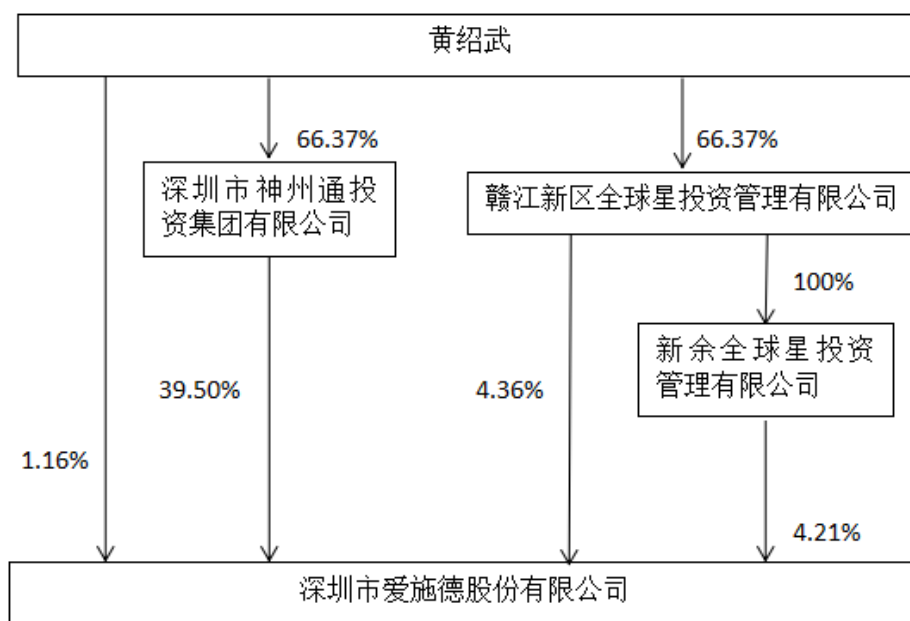 黄绍武
66.37%
66.37%
深圳市神州通投
资集团有限公司
赣江新区全球星投资管理有限公司
100%
新余全球星投资
管理有限公司
39.50%
4.36%
1.16%
4.21%
深圳市爱施德股份有限公司